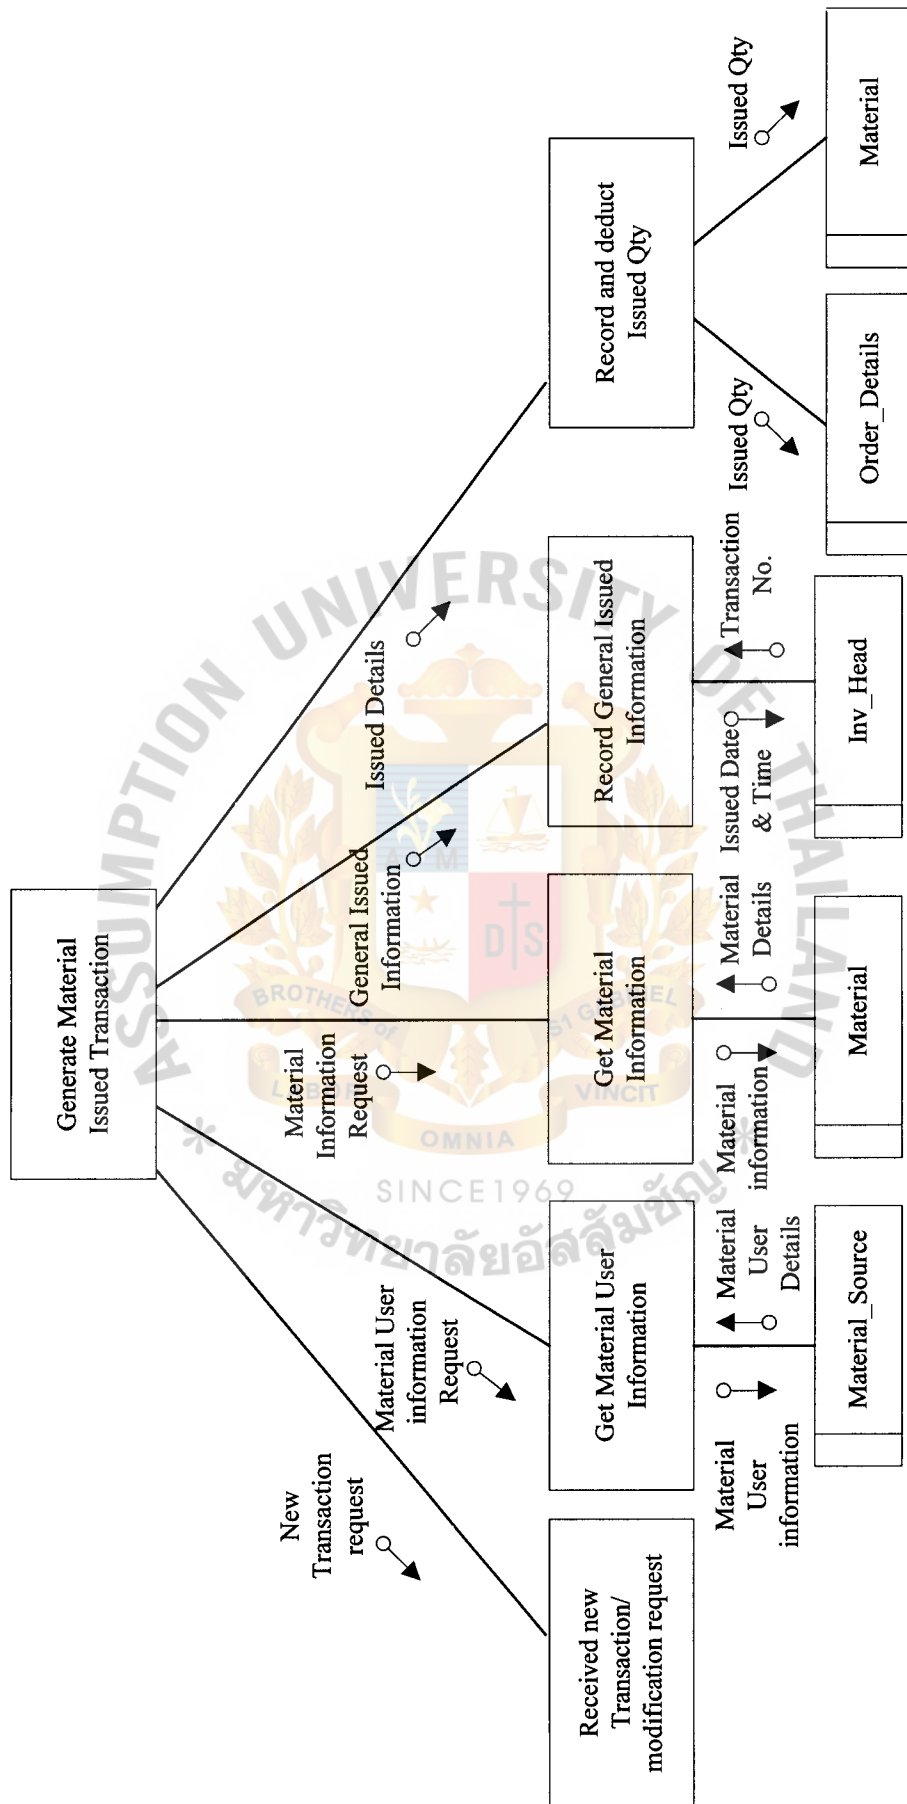 Generate Material
Issued Transaction
New
Transaction
request
Material User
information
Request
Material
Information
Request
General Issued
Information
Issued Details
Received new
Transaction/
modification request
Get Material User
Information
Get Material
Information
Record General Issued
Information
Record and deduct
Issued Qty
Material
User
information
Material
User
Details
Material
information
Material
Details
Issued Date
& Time
Transaction
No.
Issued Qty
Issued Qty
Material_Source
Material
Inv_Head
Order_Details
Material
ASSUMPTION UNIVERSITY OF THAILAND
BROTHERS of
ST GABRIEL
LABOR
OMNIA
VINCIT
A M
D S
SINCE1969
* มหาวิทยาลัยอัสสัมชัญ *